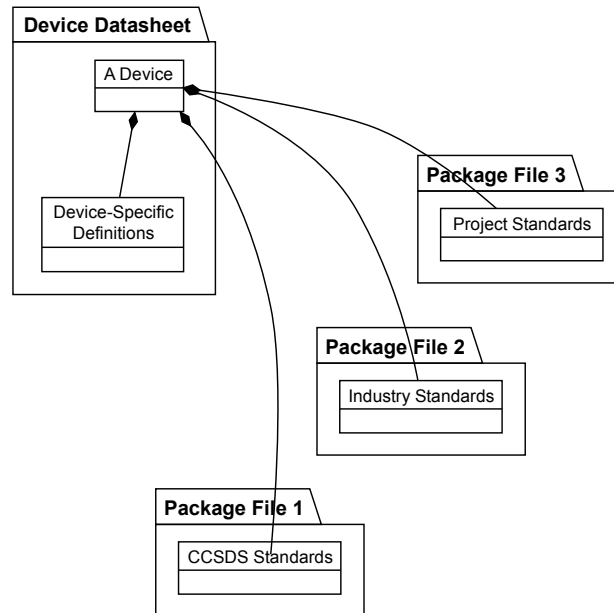 Device Datasheet
A Device
Device-Specific
Definitions
Package File 3
Project Standards
Package File 2
Industry Standards
Package File 1
CCSDS Standards